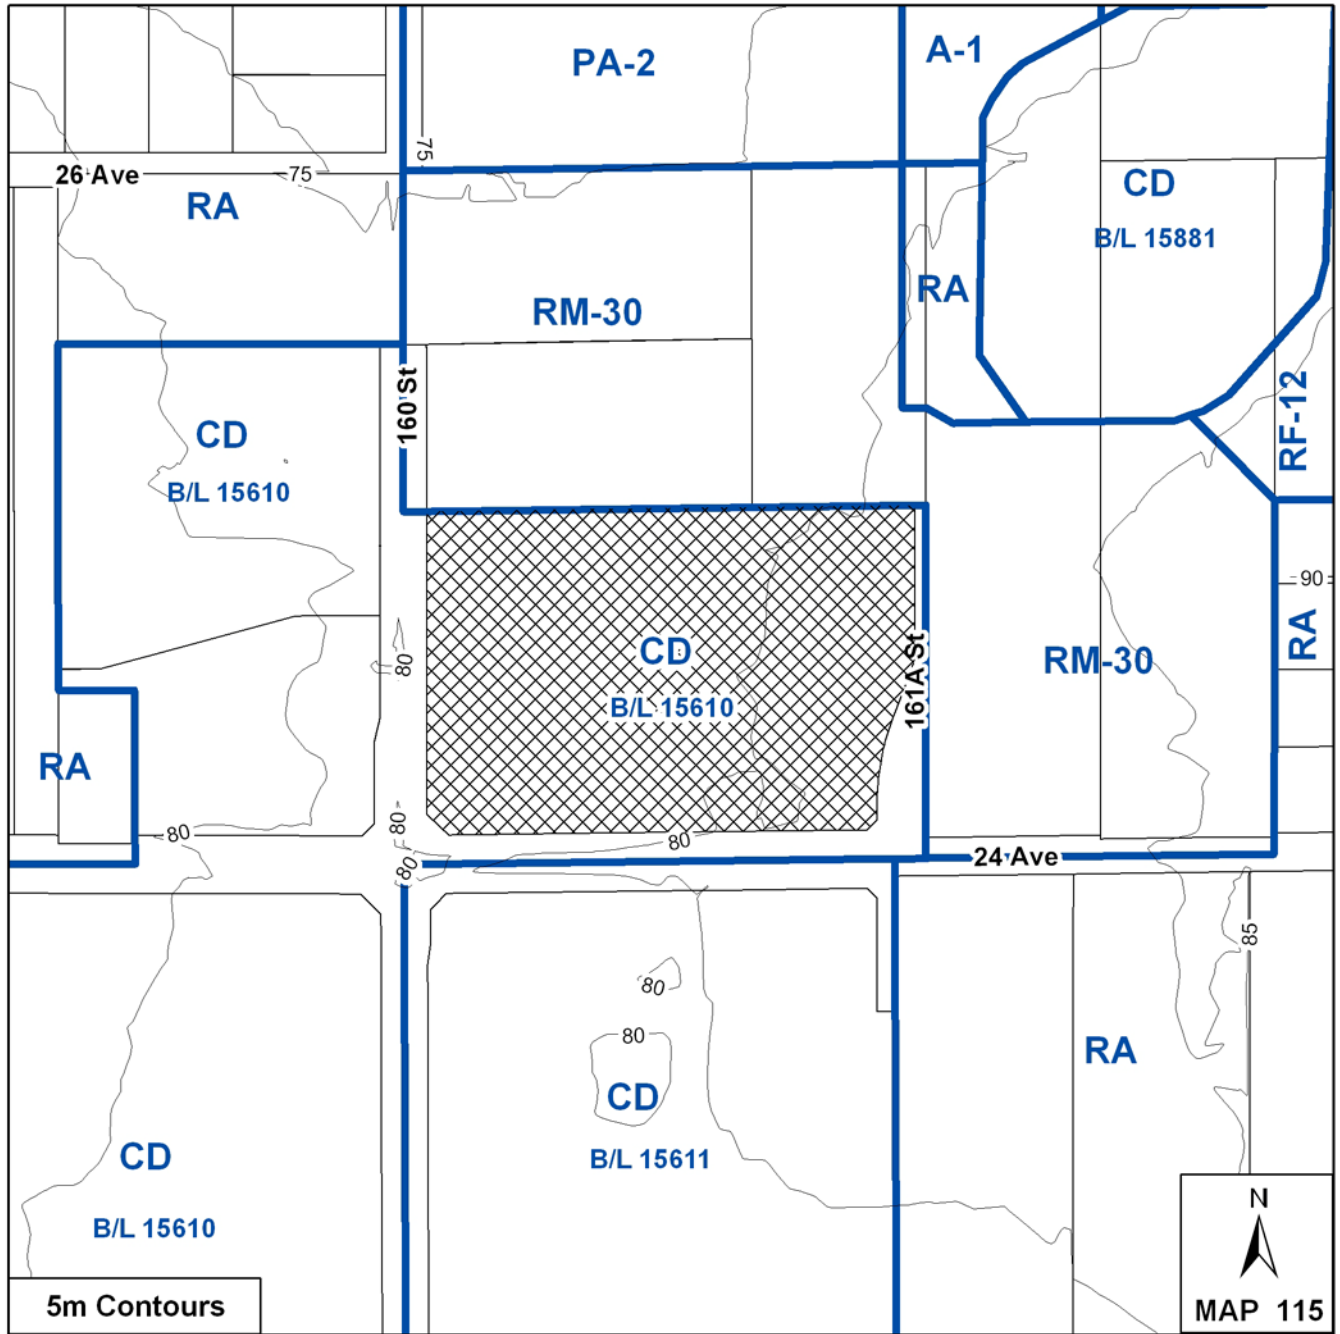 PA-2
A-1
75
26 Ave
75
RA
CD
B/L 15881
RA
RM-30
160 St
RF-12
CD
B/L 15610
90
CD
B/L 15610
80
161A St
RM-30
RA
RA
80
80
80
80
24 Ave
85
80
80
CD
B/L 15611
RA
CD
B/L 15610
N
5m Contours
MAP 115